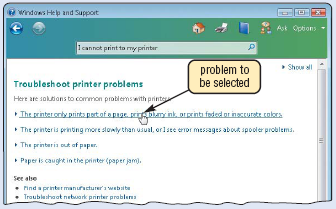 Windows Help and Support
Ask Options
I cannot print to my printer
Show all
problem to
be selected
Troubleshoot printer problems
Here are solutions to common problems with printers.
The printer only prints part of a page, prints blurry ink, or prints faded or inaccurate colors.
The printer is printing more slowly than usual, or I see error messages about spooler problems.
The printer is out of paper.
Paper is caught in the printer (paper jam).
See also
Find a printer manufacturer's website
Troubleshoot network printer problems